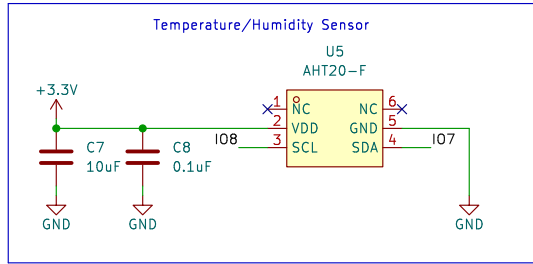 Temperature/Humidity Sensor
U5
AHT20-F
+3.3V
1 NC NC 6
2 VDD GND 5
IO8 3 SCL SDA 4 IO7
C7
10uF
C8
0.1uF
GND
GND
GND